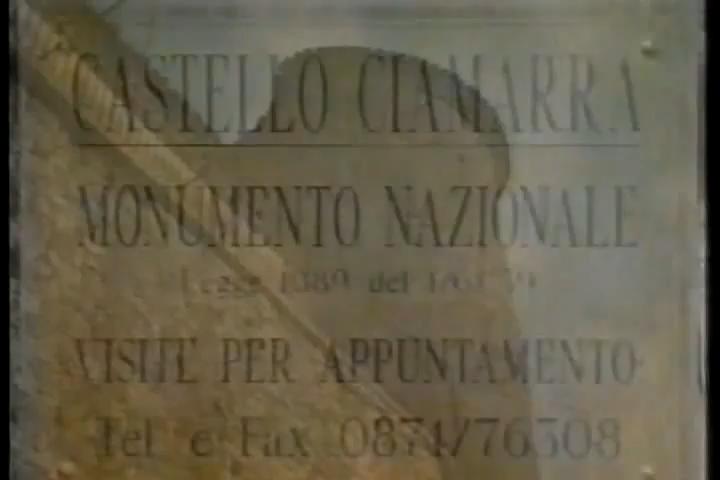 CASTELLO CIAMARRA
MONUMENTO NAZIONALE
Legge 1089 del
VISITE PER APPUNTAMENTO
Tel e Fax 0874/76308